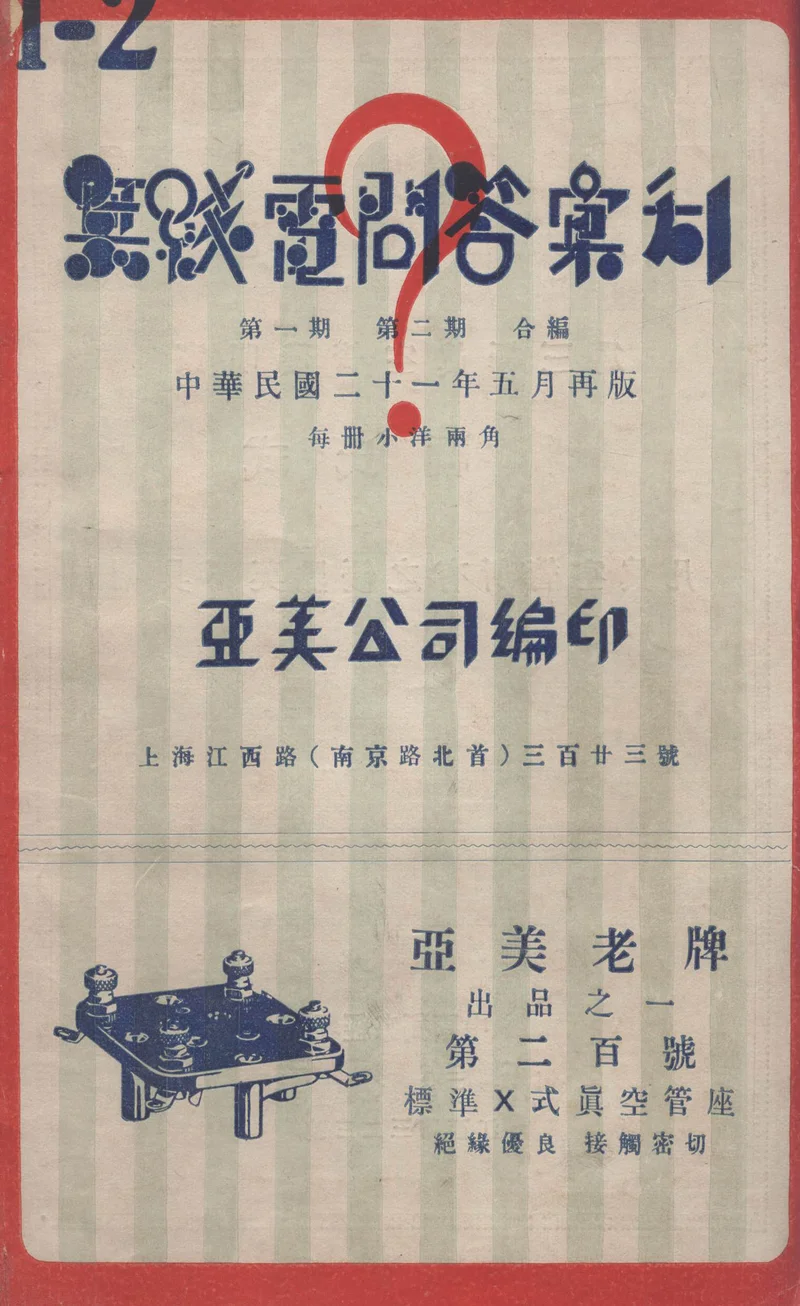 1-2
無綫電問答彙刊
第一期 第二期 合編
中華民國二十一年五月再版
每冊小洋兩角
亞美公司編印
上海江西路(南京路北首)三百廿三號
亞美老牌
出品之一
第二百號
標準X式眞空管座
絕緣優良 接觸密切